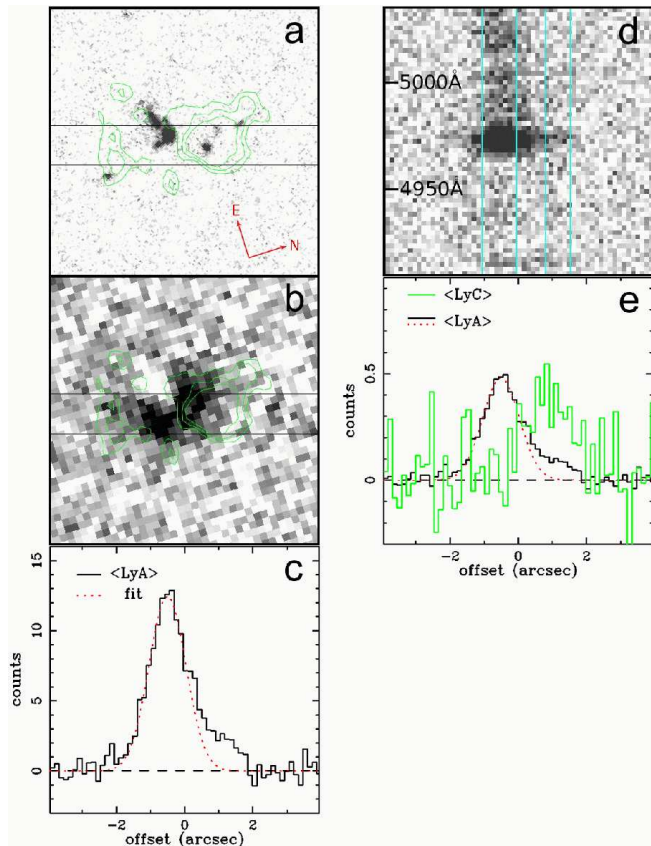 a
E
N
b
c
<LyA>
fit
15
10
5
0
counts
−2
0
2
offset (arcsec)
d
5000Å
4950Å
e
<LyC>
<LyA>
0.5
0
counts
−2
0
2
offset (arcsec)